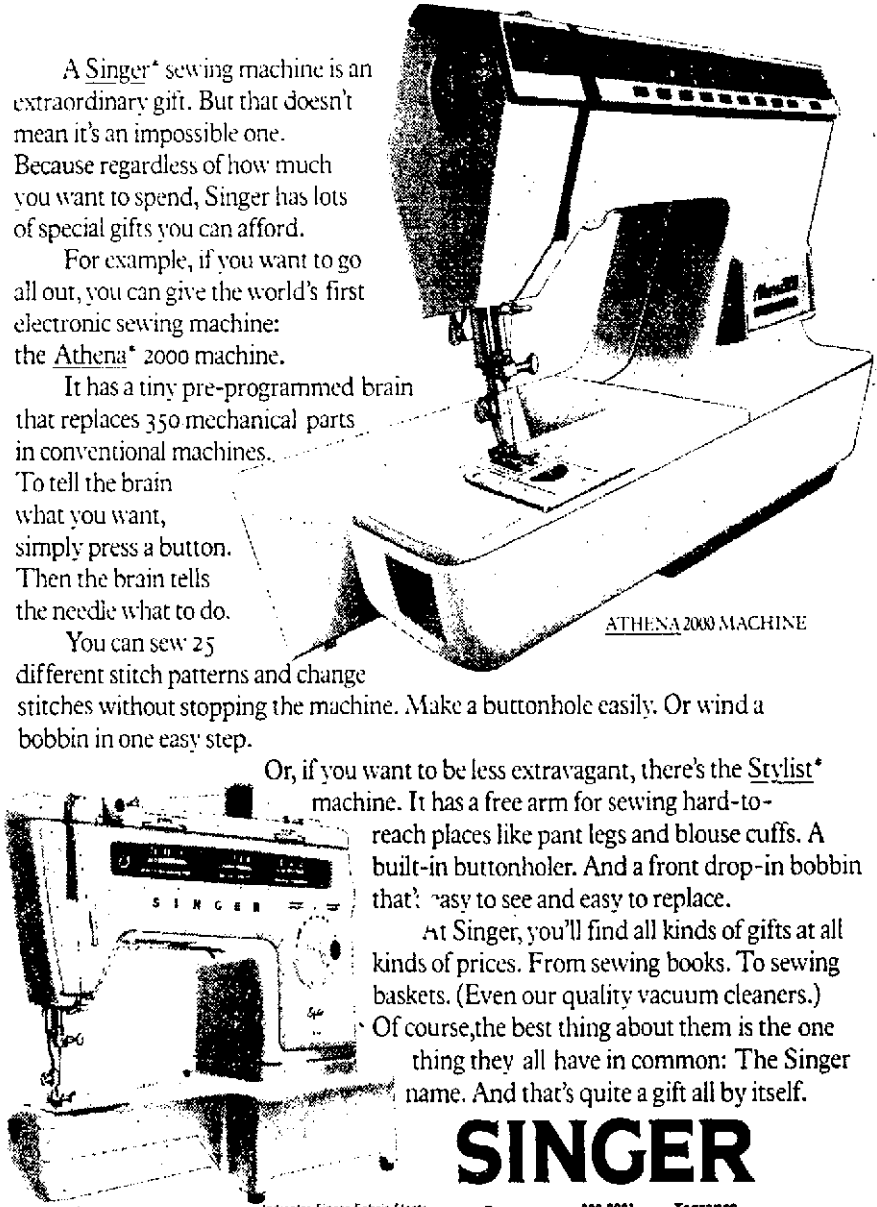 A Singer* sewing machine is an
extraordinary gift. But that doesn't
mean it's an impossible one.
Because regardless of how much
you want to spend, Singer has lots
of special gifts you can afford.
For example, if you want to go
all out, you can give the world's first
electronic sewing machine:
the Athena* 2000 machine.
It has a tiny pre-programmed brain
that replaces 350 mechanical parts
in conventional machines.
To tell the brain
what you want,
simply press a button.
Then the brain tells
the needle what to do.
You can sew 25
different stitch patterns and change
stitches without stopping the machine. Make a buttonhole easily. Or wind a
bobbin in one easy step.
ATHENA 2000 MACHINE
Or, if you want to be less extravagant, there's the Stylist*
machine. It has a free arm for sewing hard-to-
reach places like pant legs and blouse cuffs. A
built-in buttonholer. And a front drop-in bobbin
that's easy to see and easy to replace.
At Singer, you'll find all kinds of gifts at all
kinds of prices. From sewing books. To sewing
baskets. (Even our quality vacuum cleaners.)
Of course,the best thing about them is the one
thing they all have in common: The Singer
name. And that's quite a gift all by itself.
SINGER
SINGER
Torrance